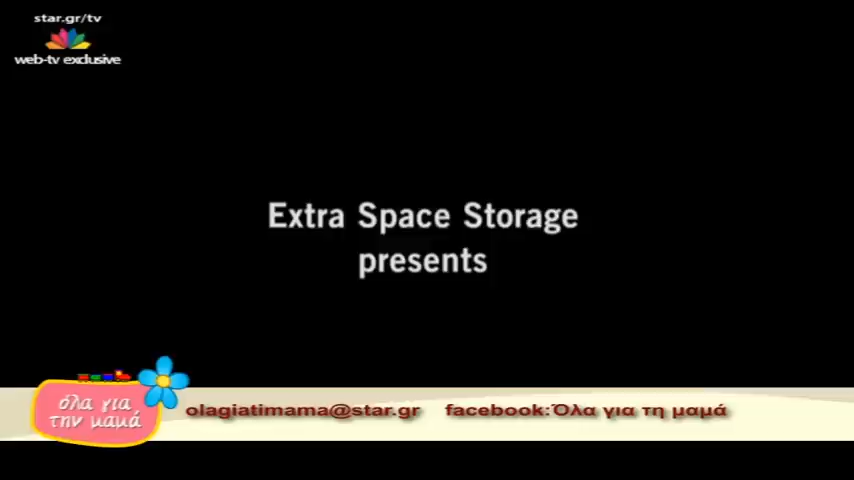 star.gr/tv
web-tv exclusive
Extra Space Storage
presents
όλα για
την μαμά
olagiatimama@star.gr facebook:Όλα για τη μαμά